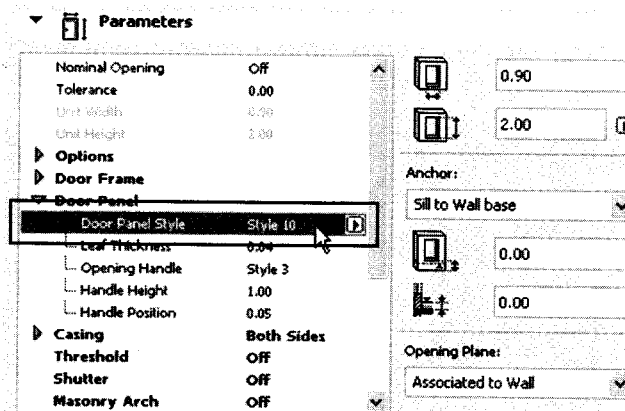 Parameters
Nominal Opening Off
Tolerance 0.00
Unit Width 0.90
Unit Height 2.00
Options
Door Frame
Door Panel
Door Panel Style Style 10
Leaf Thickness 0.04
Opening Handle Style 3
Handle Height 1.00
Handle Position 0.05
Casing Both Sides
Threshold Off
Shutter Off
Masonry Arch Off
0.90
2.00
Anchor:
Sill to Wall base
0.00
0.00
Opening Plane:
Associated to Wall